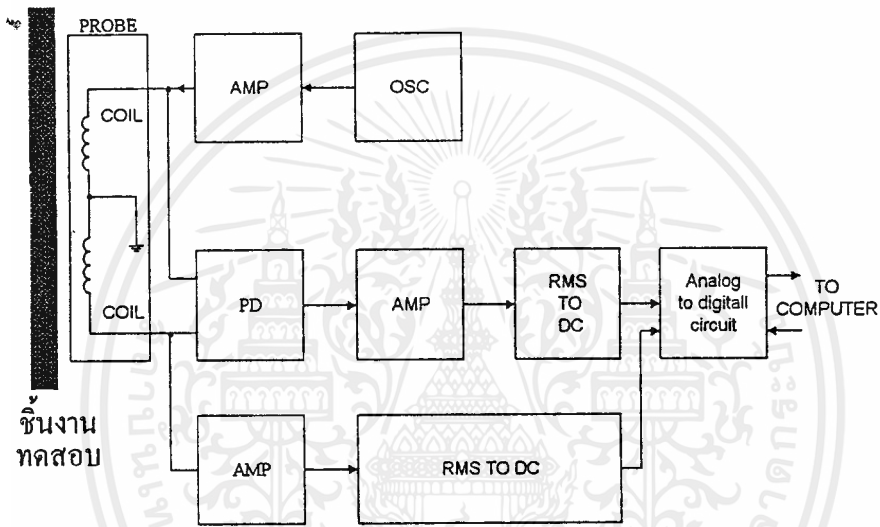 PROBE
COIL
AMP
OSC
COIL
PD
AMP
RMS
TO
DC
Analog
to digitall
circuit
TO
COMPUTER
ชิ้นงาน
ทดสอบ
AMP
RMS TO DC